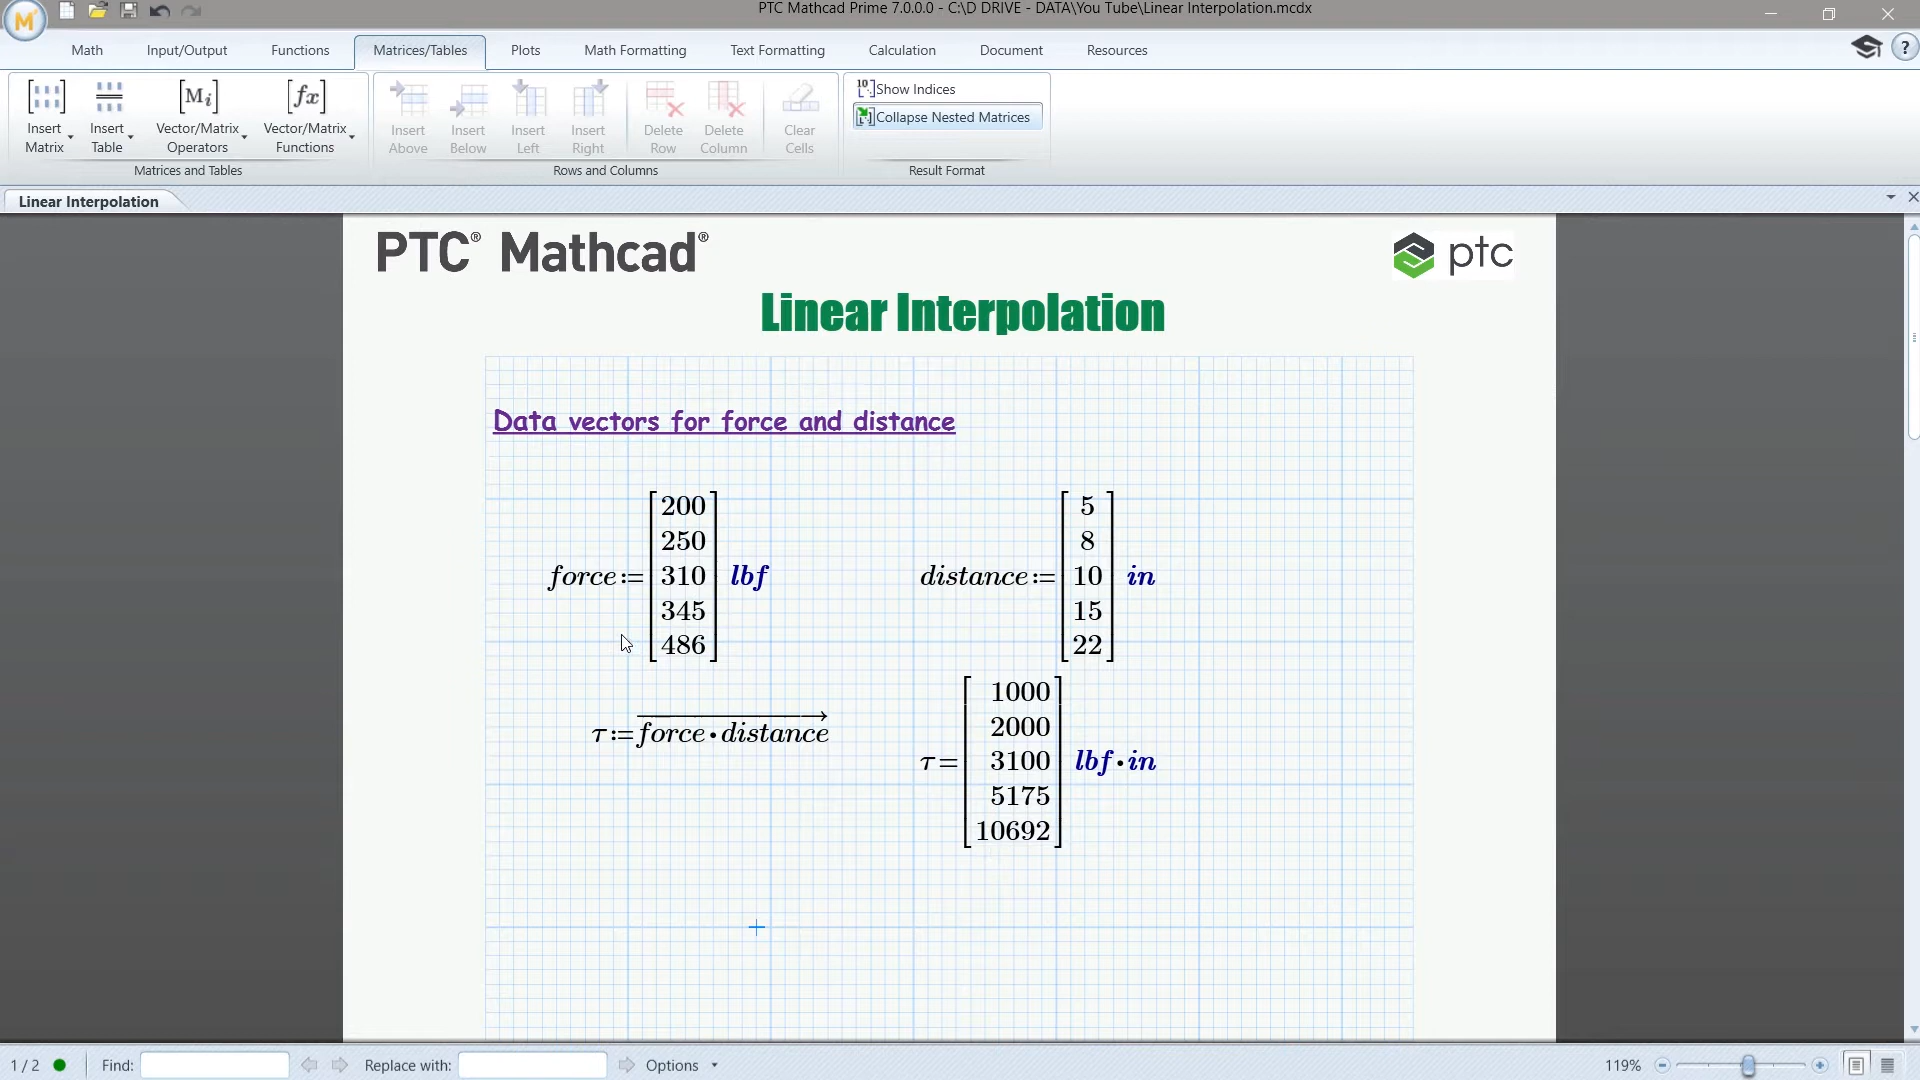 PTC Mathcad Prime 7.0.0.0 - C:\D DRIVE - DATA\You Tube\Linear Interpolation.mcdx
Math Input/Output Functions Matrices/Tables Plots Math Formatting Text Formatting Calculation Document Resources
Insert Matrix
Insert Table
Vector/Matrix Operators
Vector/Matrix Functions
Insert Above
Insert Below
Insert Left
Insert Right
Delete Row
Delete Column
Clear Cells
Show Indices
Collapse Nested Matrices
Matrices and Tables
Rows and Columns
Result Format
Linear Interpolation
PTC® Mathcad®
ptc
Linear Interpolation
Data vectors for force and distance
force:=
200
250
310
345
486
lbf
distance:=
5
8
10
15
22
in
τ:=force•distance
τ=
1000
2000
3100
5175
10692
lbf•in
1 / 2 Find: Replace with: Options 119%